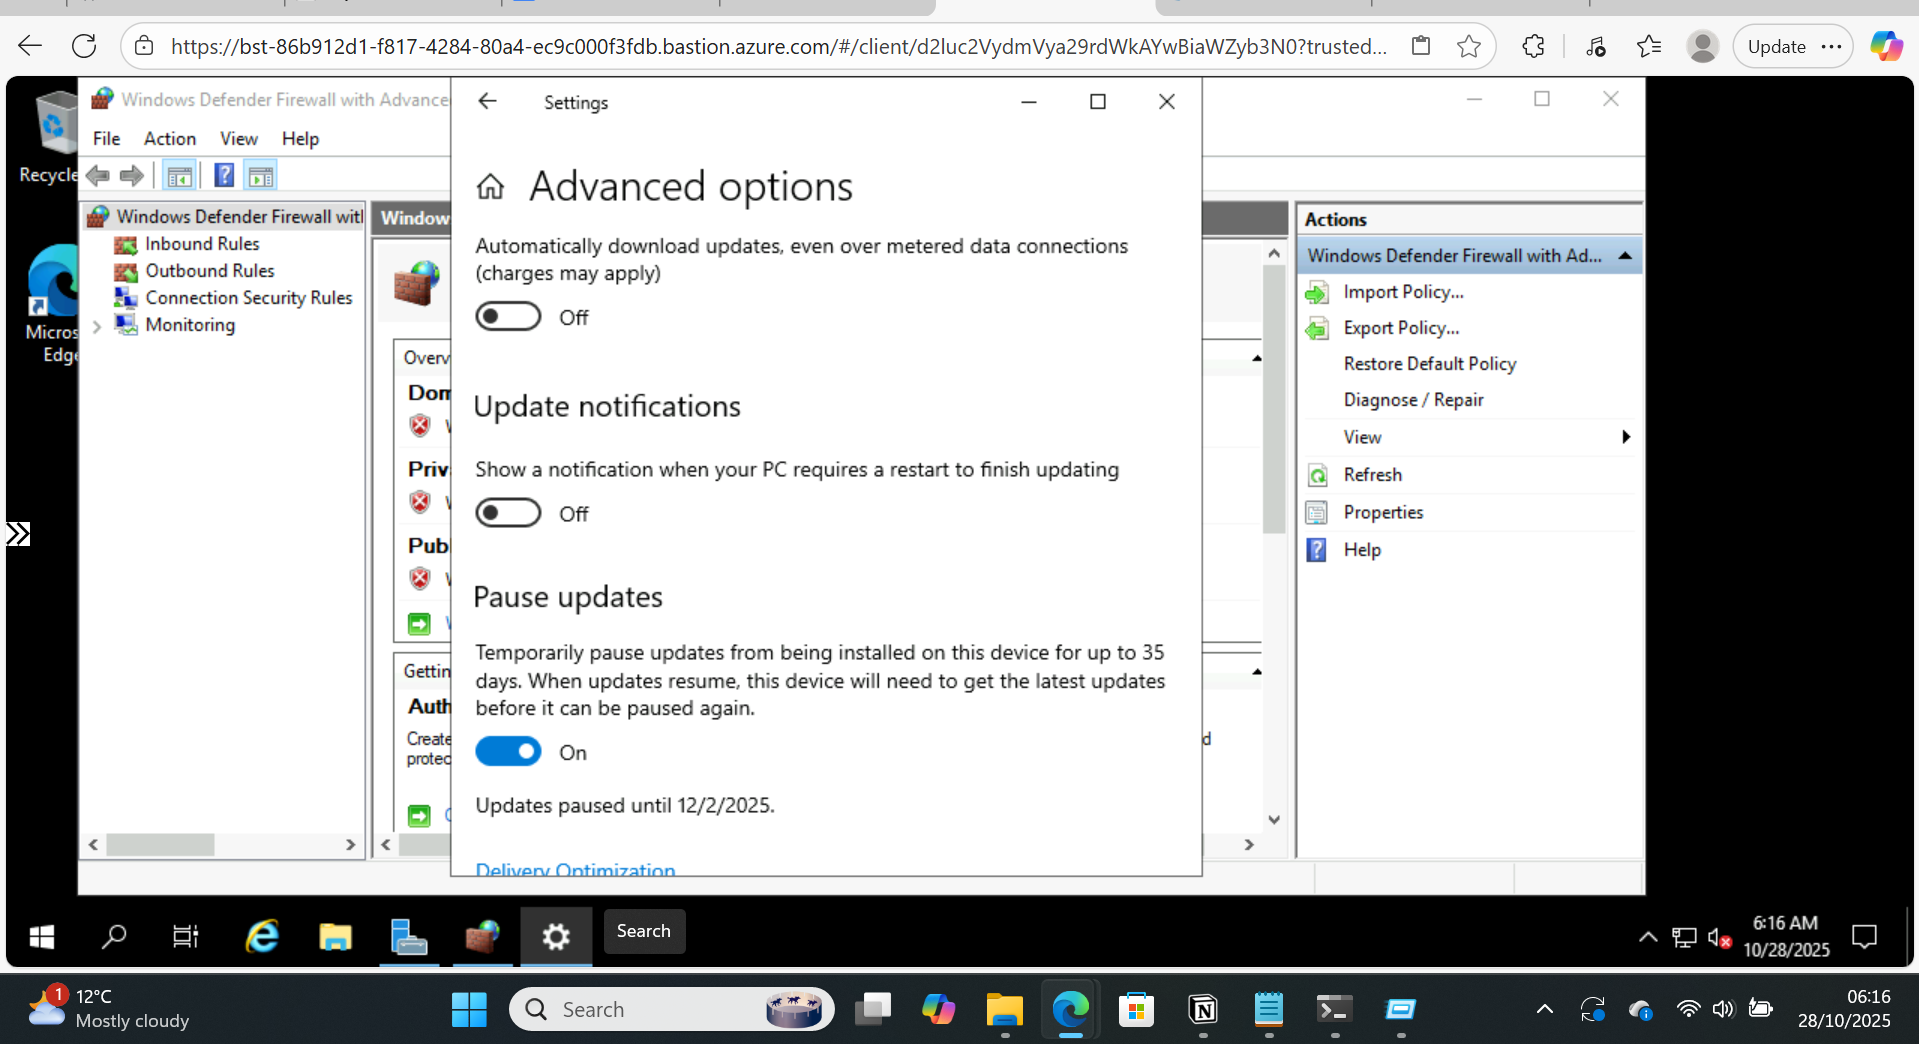 https://bst-86b912d1-f817-4284-80a4-ec9c000f3fdb.bastion.azure.com/#/client/d2luc2VydmVya29rdWkAYwBiaWZyb3N0?trusted...
Update
Recycle
Micros
Edge
Windows Defender Firewall with Advance
File Action View Help
Windows Defender Firewall with
Inbound Rules
Outbound Rules
Connection Security Rules
Monitoring
Window
Overv
Dom
Priv
Pub
Gettin
Auth
Create
protec
d
Settings
Advanced options
Automatically download updates, even over metered data connections
(charges may apply)
Off
Update notifications
Show a notification when your PC requires a restart to finish updating
Off
Pause updates
Temporarily pause updates from being installed on this device for up to 35
days. When updates resume, this device will need to get the latest updates
before it can be paused again.
On
Updates paused until 12/2/2025.
Delivery Optimization
Actions
Windows Defender Firewall with Ad...
Import Policy...
Export Policy...
Restore Default Policy
Diagnose / Repair
View
Refresh
Properties
Help
Search
6:16 AM
10/28/2025
1
12°C
Mostly cloudy
Search
06:16
28/10/2025